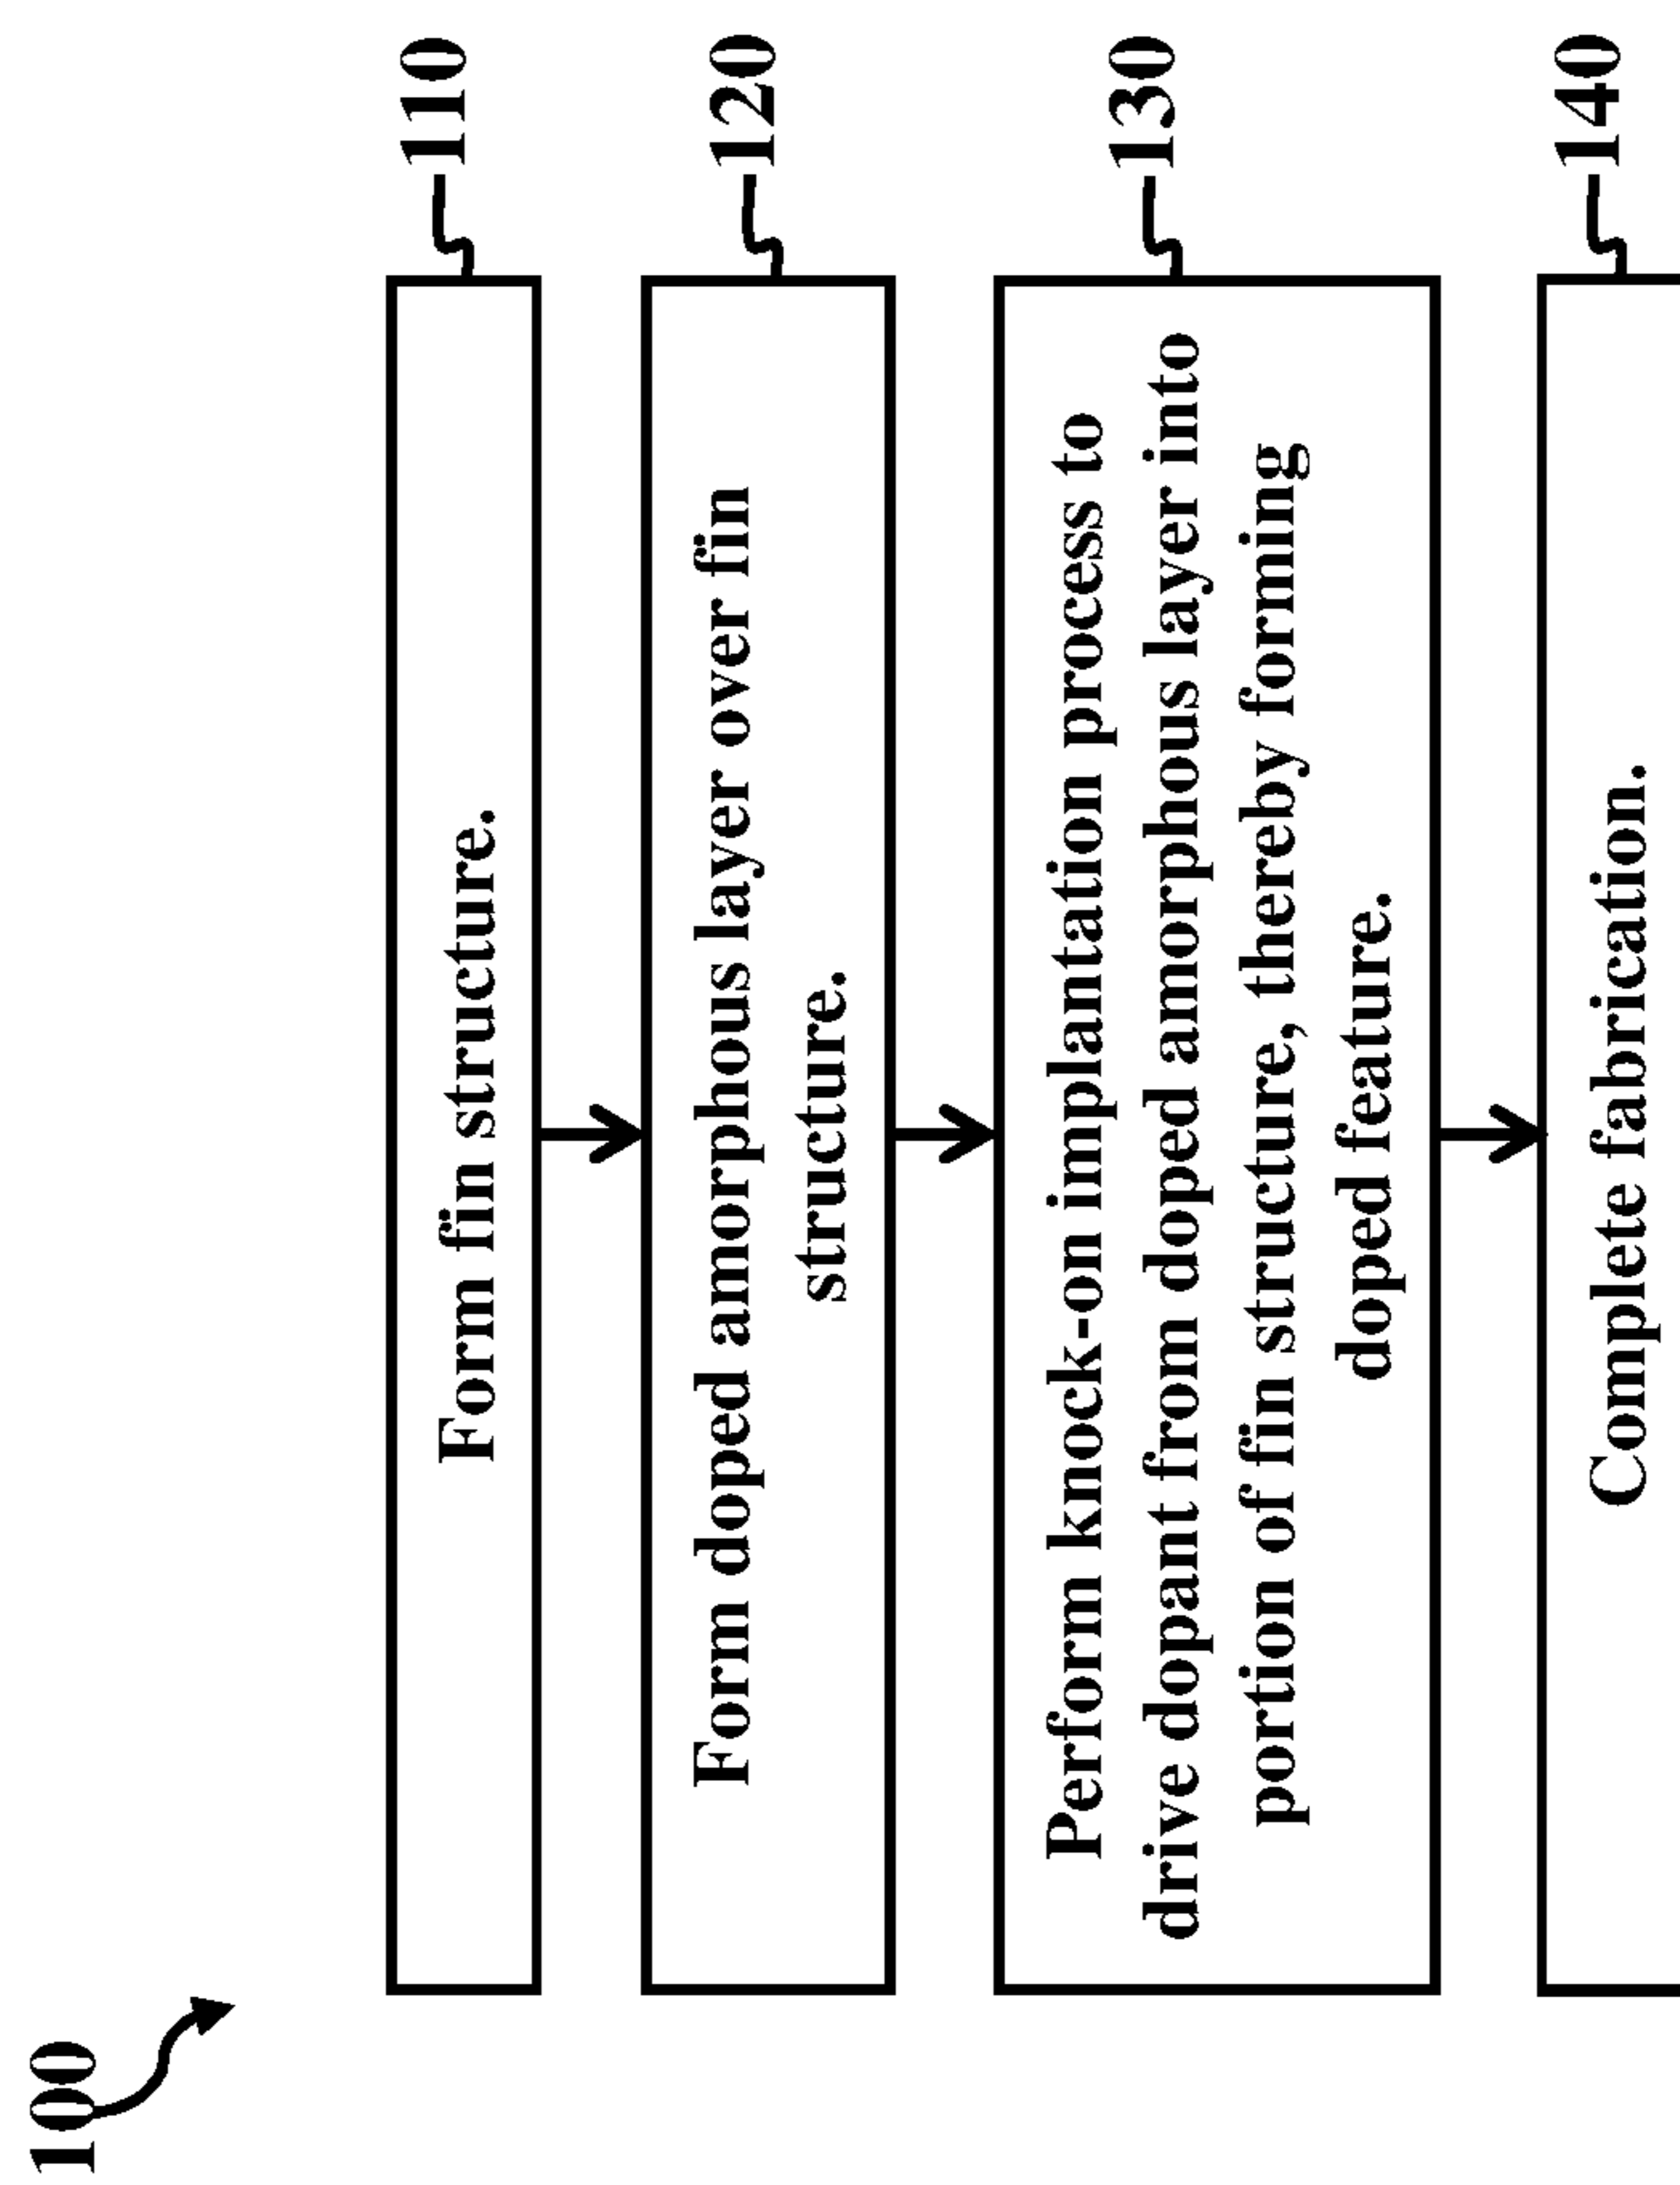 100
Form fin structure.
110
Form doped amorphous layer over fin
structure.
120
Perform knock-on implantation process to
drive dopant from doped amorphous layer into
portion of fin structure, thereby forming
doped feature.
130
Complete fabrication.
140